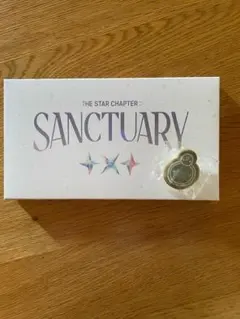 THE STAR CHAPTER :
SANCTUARY